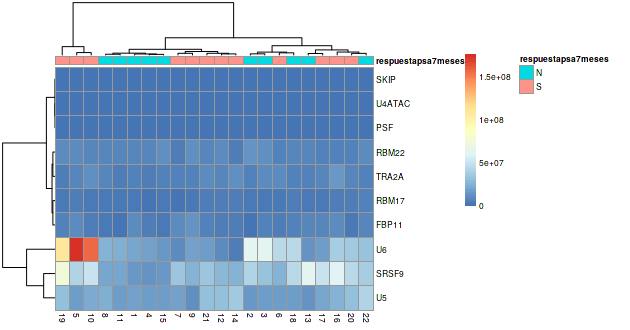 respuestapsa7meses
SKIP
U4ATAC
PSF
RBM22
TRA2A
RBM17
FBP11
U6
SRSF9
U5
19 5 10 8 11 1 4 15 7 9 21 12 14 2 3 6 18 13 17 16 20 22
1.5e+08
1e+08
5e+07
0
respuestapsa7meses
N
S